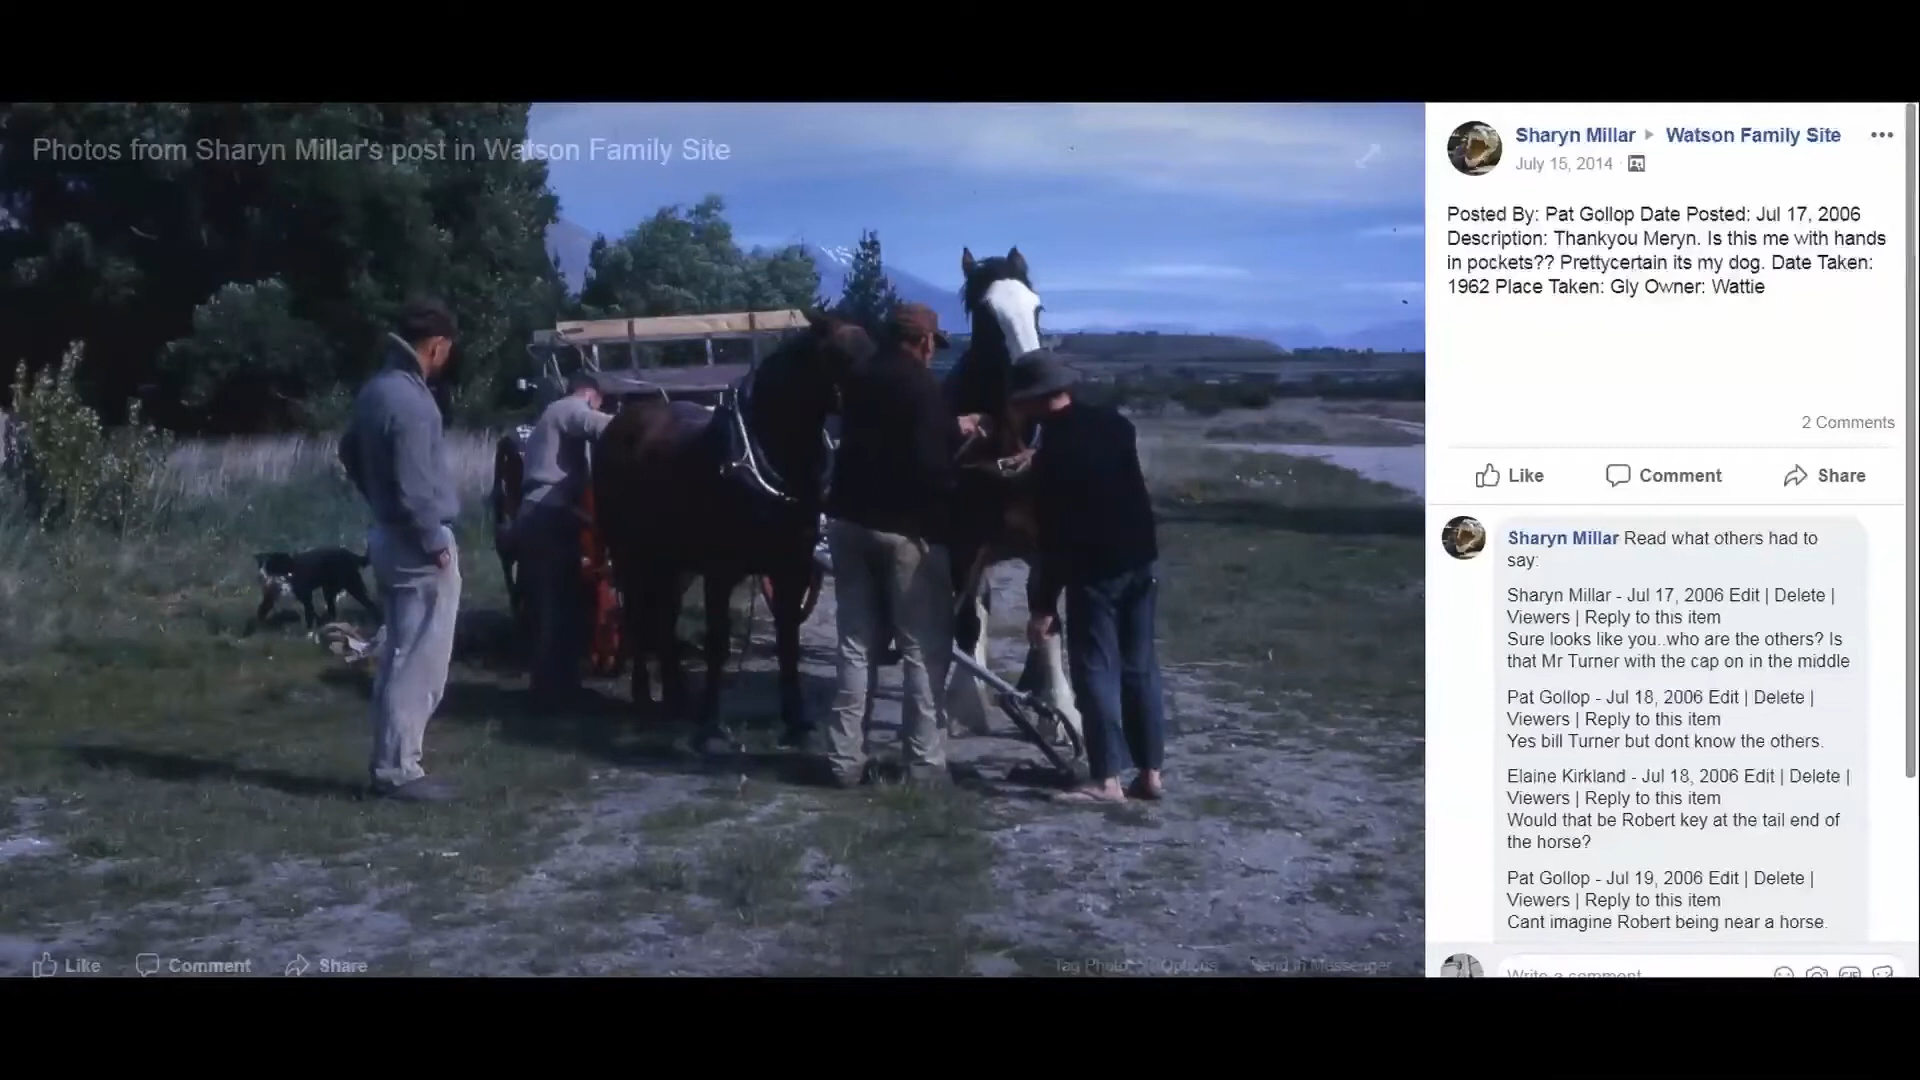 Photos from Sharyn Millar's post in Watson Family Site
Like Comment Share
Tag Photo Options Send in Messenger
Sharyn Millar Watson Family Site
July 15, 2014
Posted By: Pat Gollop Date Posted: Jul 17, 2006
Description: Thankyou Meryn. Is this me with hands
in pockets?? Prettycertain its my dog. Date Taken:
1962 Place Taken: Gly Owner: Wattie
2 Comments
Like Comment Share
Sharyn Millar Read what others had to
say:
Sharyn Millar - Jul 17, 2006 Edit | Delete |
Viewers | Reply to this item
Sure looks like you..who are the others? Is
that Mr Turner with the cap on in the middle
Pat Gollop - Jul 18, 2006 Edit | Delete |
Viewers | Reply to this item
Yes bill Turner but dont know the others.
Elaine Kirkland - Jul 18, 2006 Edit | Delete |
Viewers | Reply to this item
Would that be Robert key at the tail end of
the horse?
Pat Gollop - Jul 19, 2006 Edit | Delete |
Viewers | Reply to this item
Cant imagine Robert being near a horse.
Write a comment